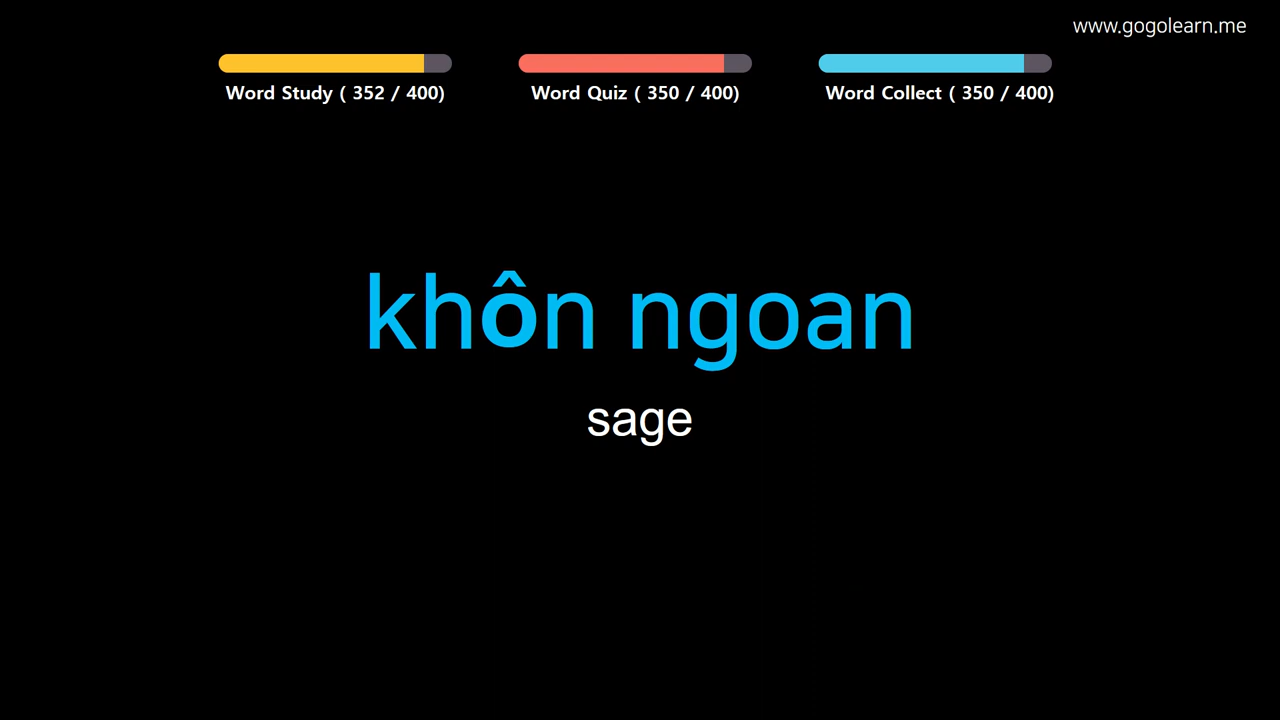 www.gogolearn.me
Word Study ( 352 / 400)
Word Quiz ( 350 / 400)
Word Collect ( 350 / 400)
khôn ngoan
sage